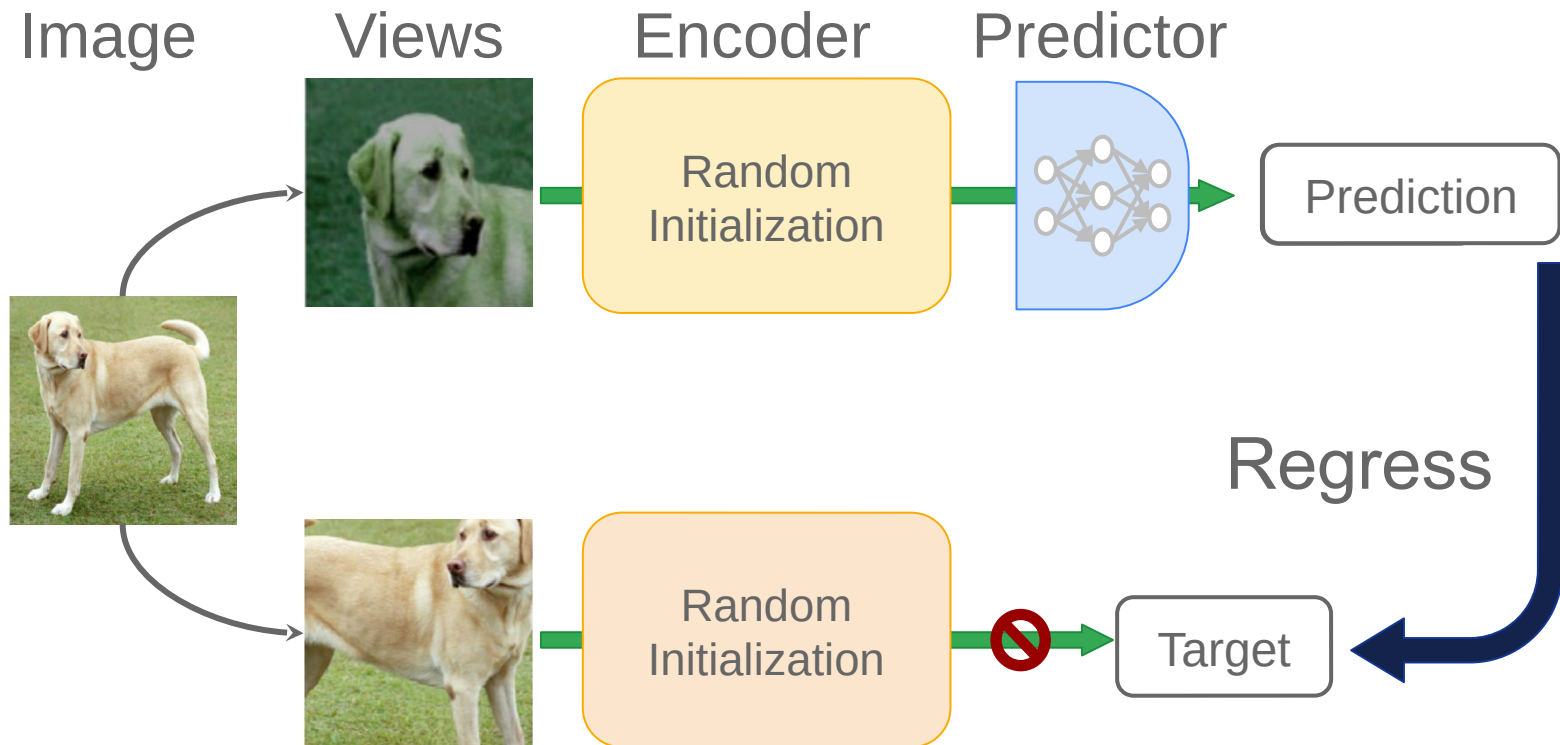 Image
Views
Encoder
Predictor
Random
Initialization
Prediction
Regress
Random
Initialization
Target